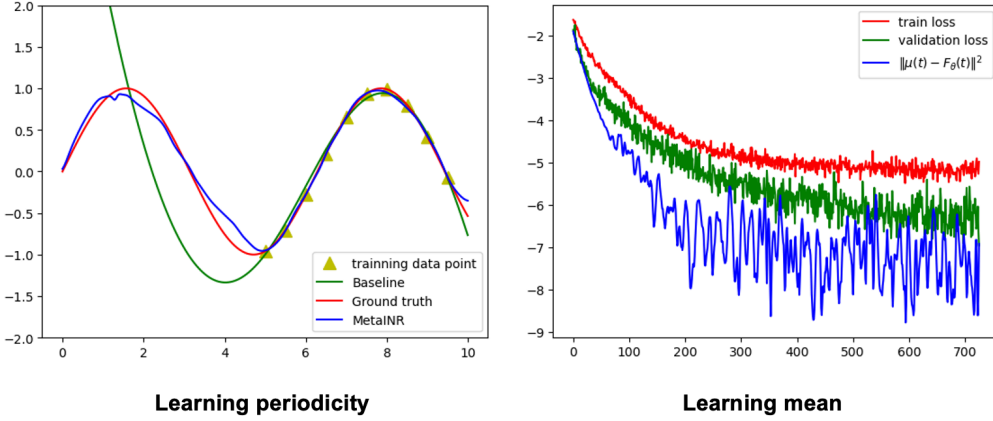 2.0
1.5
1.0
0.5
0.0
−0.5
−1.0
−1.5
−2.0
0 2 4 6 8 10
trainning data point
Baseline
Ground truth
MetaINR
Learning periodicity
−2
−3
−4
−5
−6
−7
−8
−9
0 100 200 300 400 500 600 700
train loss
validation loss
‖μ(t) − F_θ(t)‖²
Learning mean